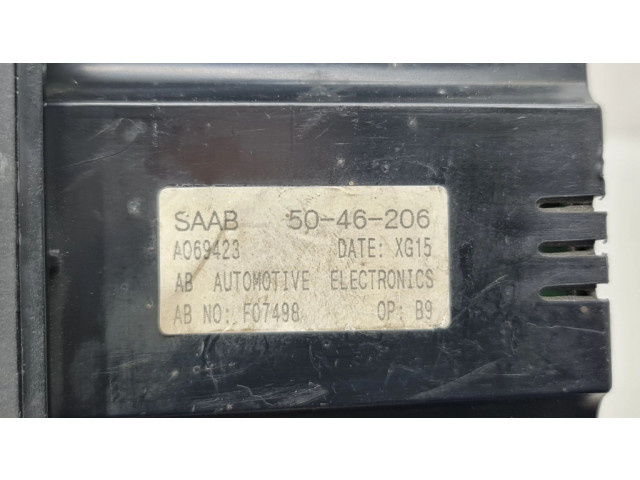 SAAB 50-46-206
A069423 DATE: XG15
AB AUTOMOTIVE ELECTRONICS
AB NO: F07498 OP: B9